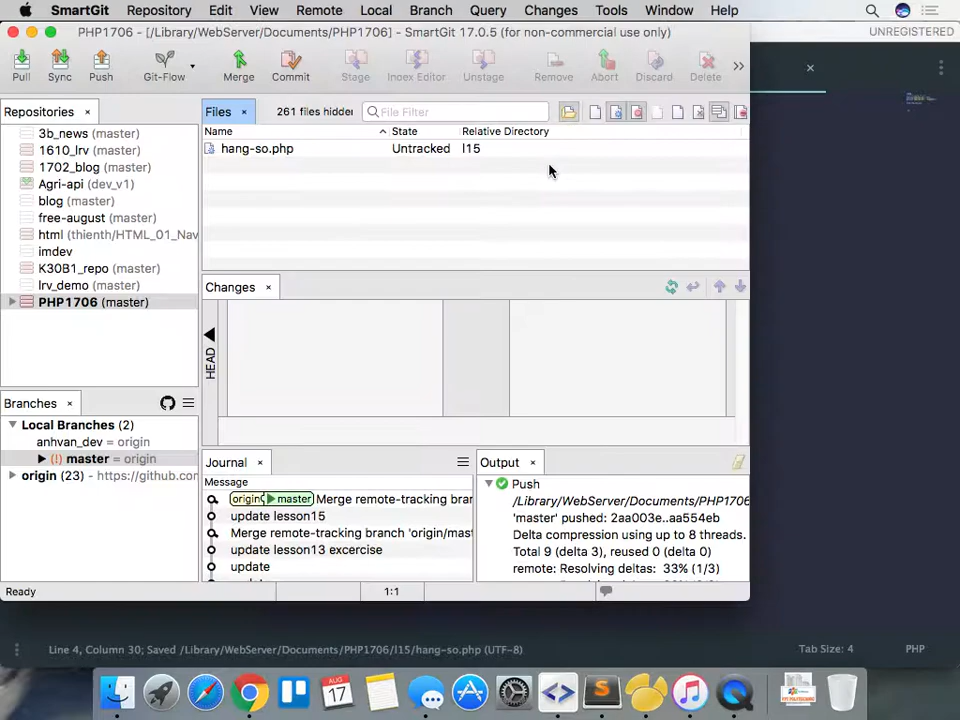 SmartGit Repository Edit View Remote Local Branch Query Changes Tools Window Help
PHP1706 - [/Library/WebServer/Documents/PHP1706] - SmartGit 17.0.5 (for non-commercial use only)
UNREGISTERED
Pull Sync Push Git-Flow Merge Commit Stage Index Editor Unstage Remove Abort Discard Delete
Repositories
Files 261 files hidden File Filter
Name State Relative Directory
hang-so.php Untracked l15
3b_news (master)
1610_lrv (master)
1702_blog (master)
Agri-api (dev_v1)
blog (master)
free-august (master)
html (thienth/HTML_01_Nav
imdev
K30B1_repo (master)
lrv_demo (master)
PHP1706 (master)
Changes
HEAD
Branches
Local Branches (2)
anhvan_dev = origin
(!) master = origin
origin (23) - https://github.con
Journal
Message
origin master Merge remote-tracking bran
update lesson15
Merge remote-tracking branch 'origin/mast
update lesson13 excercise
update
Output
Push
/Library/WebServer/Documents/PHP1706
'master' pushed: 2aa003e..aa554eb
Delta compression using up to 8 threads.
Total 9 (delta 3), reused 0 (delta 0)
remote: Resolving deltas: 33% (1/3)
Ready 1:1
Line 4, Column 30; Saved /Library/WebServer/Documents/PHP1706/l15/hang-so.php (UTF-8)
Tab Size: 4 PHP
AUG
17